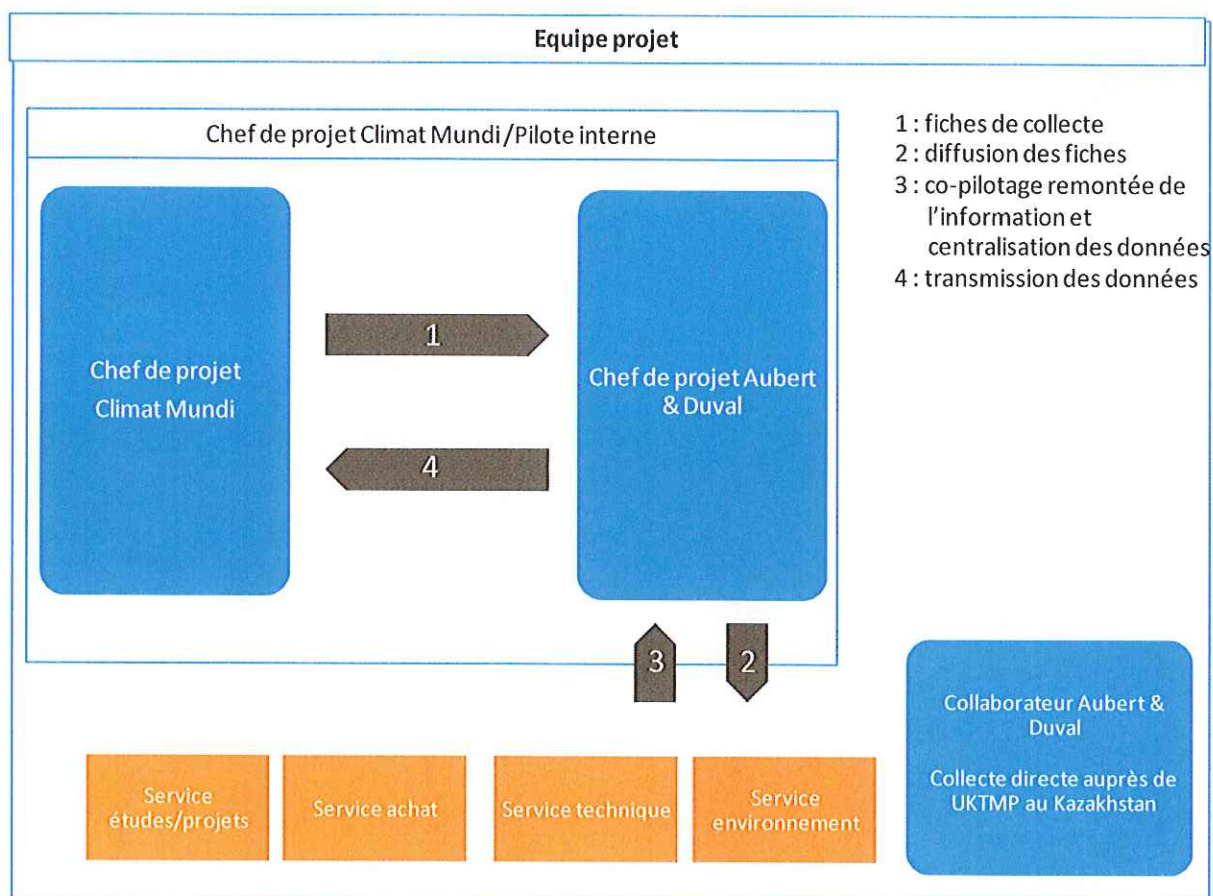 Equipe projet
Chef de projet Climat Mundi/Pilote interne
1 : fiches de collecte
2 : diffusion des fiches
3 : co-pilotage remontée de
l'information et
centralisation des données
4 : transmission des données
Chef de projet
Climat Mundi
1
4
Chef de projet Aubert
& Duval
3
2
Service
études/projets
Service achat
Service technique
Service
environnement
Collaborateur Aubert &
Duval
Collecte directe auprès de
UKTMP au Kazakhstan